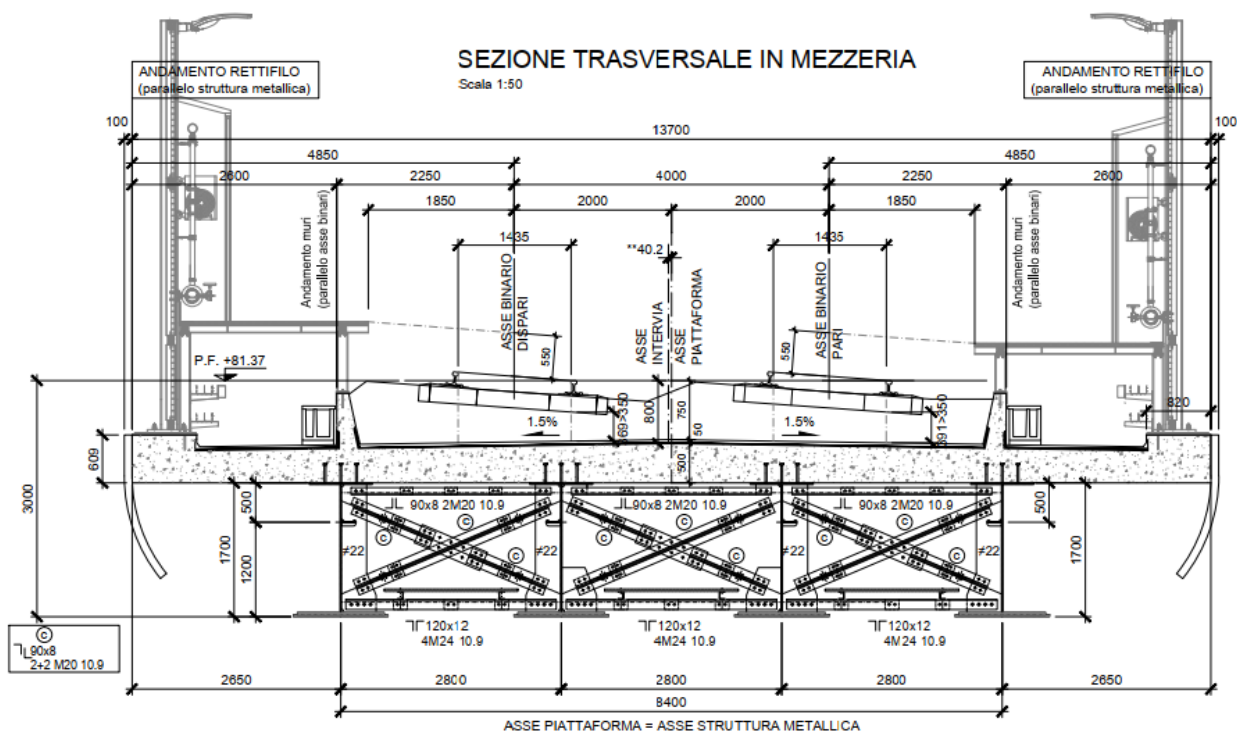 SEZIONE TRASVERSALE IN MEZZERIA
Scala 1:50
ANDAMENTO RETTIFILO
(parallelo struttura metallica)
ANDAMENTO RETTIFILO
(parallelo struttura metallica)
100
13700
100
4850
4850
2600
2250
4000
2250
2600
1850
2000
2000
1850
1435
**40.2
1435
Andamento muri
(parallelo asse binari)
ASSE BINARIO
DISPARI
ASSE
INTERVIA
ASSE
PIATTAFORMA
ASSE BINARIO
PARI
Andamento muri
(parallelo asse binari)
P.F. +81.37
550
550
820
1.5%
369>350
800
750
50
500
1.5%
391>350
609
3000
500
1700
1200
90x8 2M20 10.9
90x8 2M20 10.9
90x8 2M20 10.9
C
C
C
C
C
C
≠22
≠22
≠22
≠22
500
1700
120x12
4M24 10.9
120x12
4M24 10.9
120x12
4M24 10.9
C
90x8
2+2 M20 10.9
2650
2800
2800
2800
2650
8400
ASSE PIATTAFORMA = ASSE STRUTTURA METALLICA